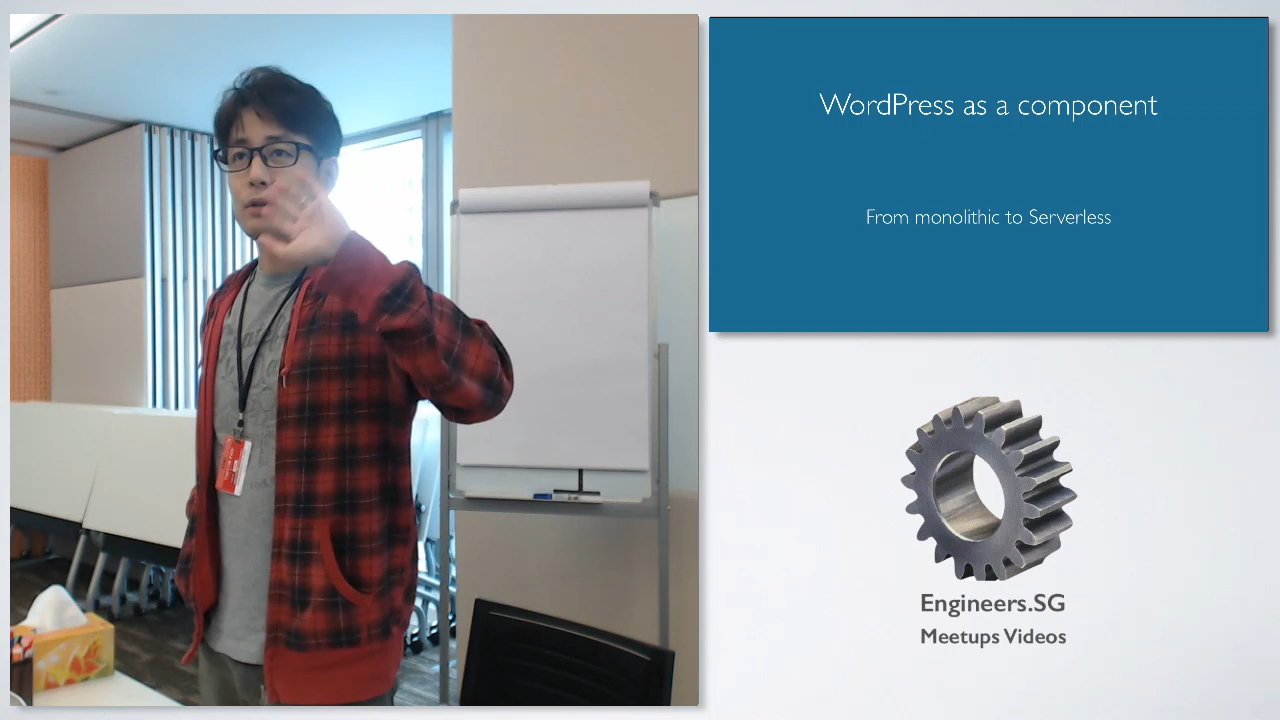 WordPress as a component
From monolithic to Serverless
Engineers.SG
Meetups Videos